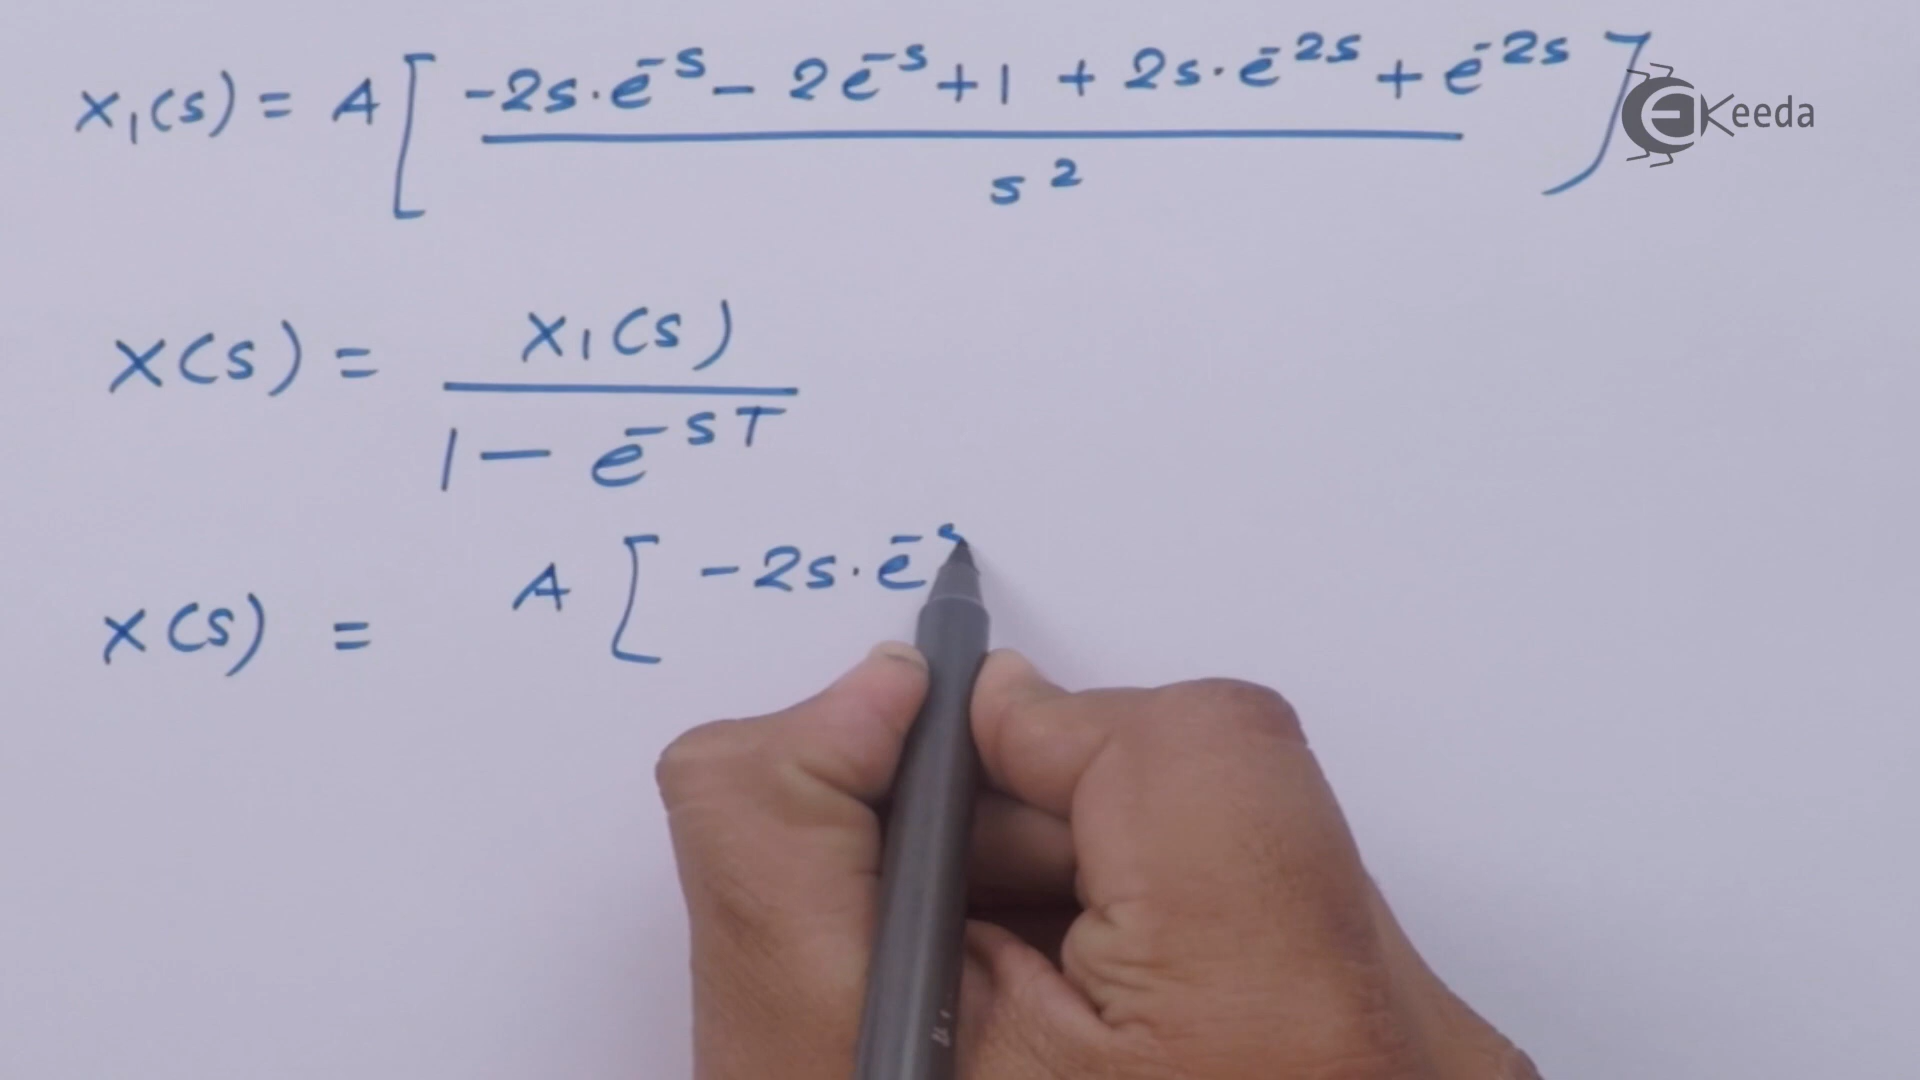 X₁(s) = A [ (-2s·e^-s - 2e^-s + 1 + 2s·e^-2s + e^-2s) / s² ]
EKeeda
X(s) = X₁(s) / (1 - e^-sT)
X(s) = A [ -2s·e^-s